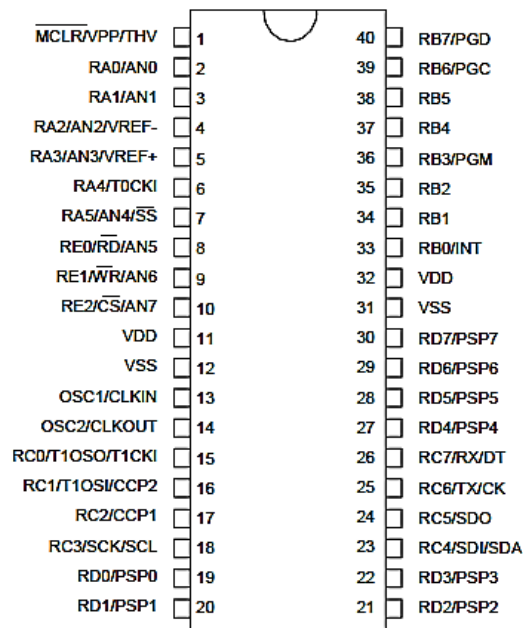 MCLR/VPP/THV 1 40 RB7/PGD
RA0/AN0 2 39 RB6/PGC
RA1/AN1 3 38 RB5
RA2/AN2/VREF- 4 37 RB4
RA3/AN3/VREF+ 5 36 RB3/PGM
RA4/T0CKI 6 35 RB2
RA5/AN4/SS 7 34 RB1
RE0/RD/AN5 8 33 RB0/INT
RE1/WR/AN6 9 32 VDD
RE2/CS/AN7 10 31 VSS
VDD 11 30 RD7/PSP7
VSS 12 29 RD6/PSP6
OSC1/CLKIN 13 28 RD5/PSP5
OSC2/CLKOUT 14 27 RD4/PSP4
RC0/T1OSO/T1CKI 15 26 RC7/RX/DT
RC1/T1OSI/CCP2 16 25 RC6/TX/CK
RC2/CCP1 17 24 RC5/SDO
RC3/SCK/SCL 18 23 RC4/SDI/SDA
RD0/PSP0 19 22 RD3/PSP3
RD1/PSP1 20 21 RD2/PSP2